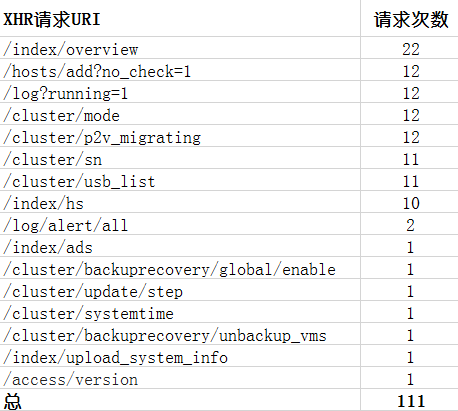 XHR请求URI 请求次数
/index/overview 22
/hosts/add?no_check=1 12
/log?running=1 12
/cluster/mode 12
/cluster/p2v_migrating 12
/cluster/sn 11
/cluster/usb_list 11
/index/hs 10
/log/alert/all 2
/index/ads 1
/cluster/backuprecovery/global/enable 1
/cluster/update/step 1
/cluster/systemtime 1
/cluster/backuprecovery/unbackup_vms 1
/index/upload_system_info 1
/access/version 1
总 111